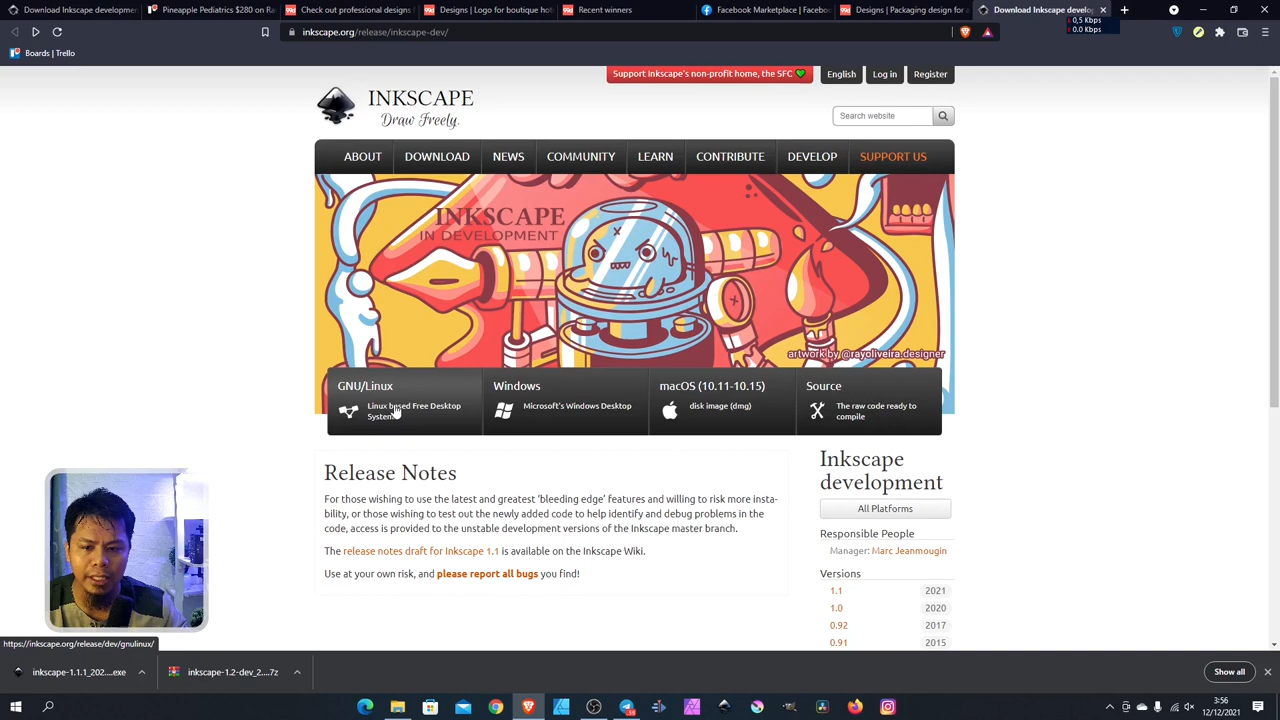 Download Inkscape develop
Pineapple Pediatrics $280 on Re
Check out professional designs
Designs | Logo for boutique hot
Recent winners
Facebook Marketplace | Facebo
Designs | Packaging design for a
Download Inkscape develop
0,5 Kbps
0.0 Kbps
inkscape.org/release/inkscape-dev/
Boards | Trello
Support Inkscape's non-profit home, the SFC
English
Log in
Register
INKSCAPE
Draw Freely.
Search website
ABOUT
DOWNLOAD
NEWS
COMMUNITY
LEARN
CONTRIBUTE
DEVELOP
SUPPORT US
INKSCAPE
IN DEVELOPMENT
artwork by @rayoliveira.designer
GNU/Linux
Linux based Free Desktop
Systems
Windows
Microsoft's Windows Desktop
macOS (10.11-10.15)
disk image (dmg)
Source
The raw code ready to
compile
Release Notes
For those wishing to use the latest and greatest 'bleeding edge' features and willing to risk more insta-
bility, or those wishing to test out the newly added code to help identify and debug problems in the
code, access is provided to the unstable development versions of the Inkscape master branch.
The release notes draft for Inkscape 1.1 is available on the Inkscape Wiki.
Use at your own risk, and please report all bugs you find!
Inkscape
development
All Platforms
Responsible People
Manager: Marc Jeanmougin
Versions
1.1 2021
1.0 2020
0.92 2017
0.91 2015
https://inkscape.org/release/dev/gnulinux/
inkscape-1.1.1_202....exe
inkscape-1.2-dev_2....7z
Show all
3:56
12/12/2021